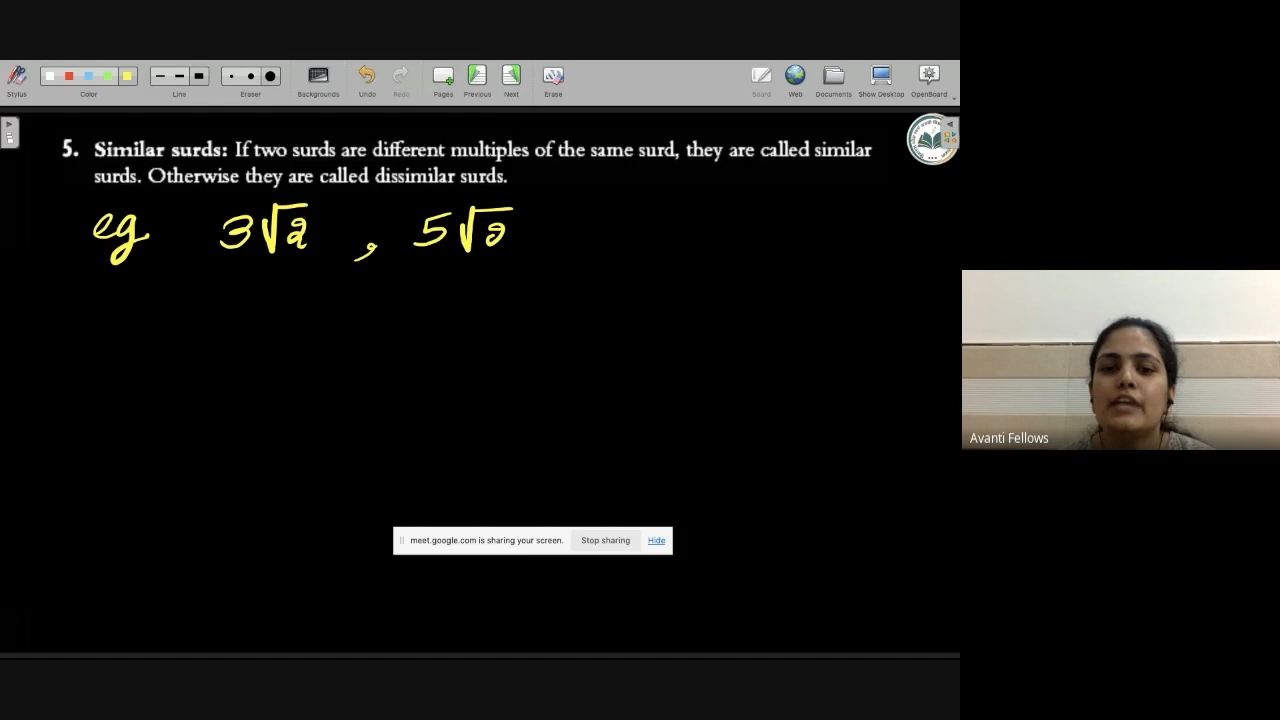 Stylus Color Line Eraser Backgrounds Undo Redo Pages Previous Next Erase Board Web Documents Show Desktop OpenBoard
5. Similar surds: If two surds are different multiples of the same surd, they are called similar
surds. Otherwise they are called dissimilar surds.
eg 3√2 , 5√2
Avanti Fellows
meet.google.com is sharing your screen. Stop sharing Hide